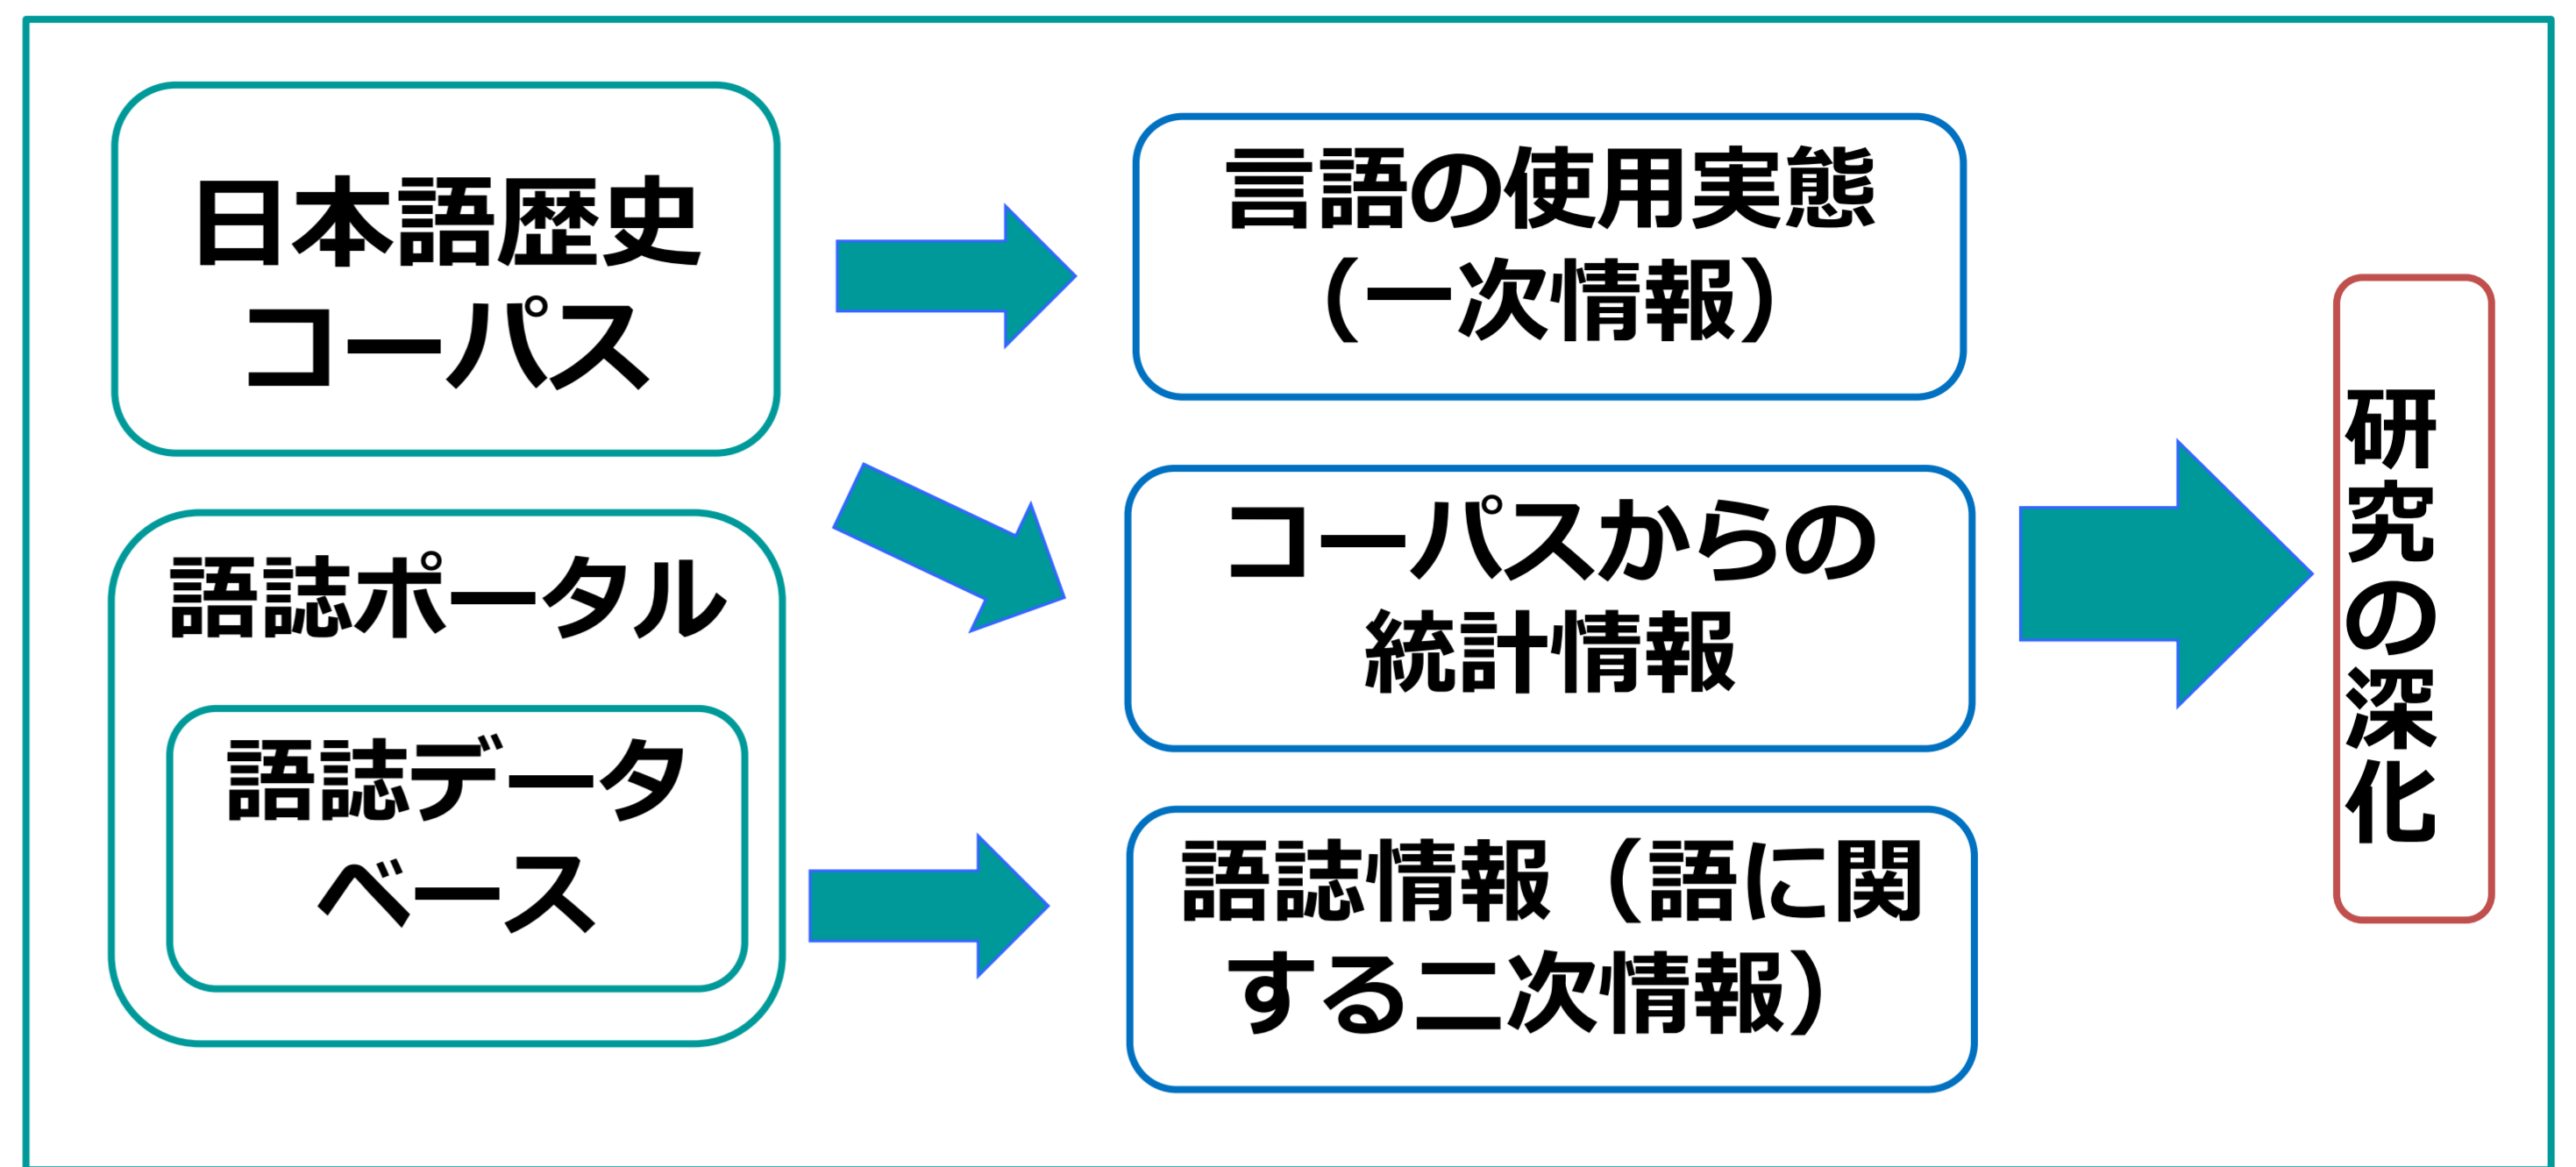 日本語歴史
コーパス
語誌ポータル
語誌データ
ベース
言語の使用実態
（一次情報）
コーパスからの
統計情報
語誌情報（語に関
する二次情報）
研究の深化